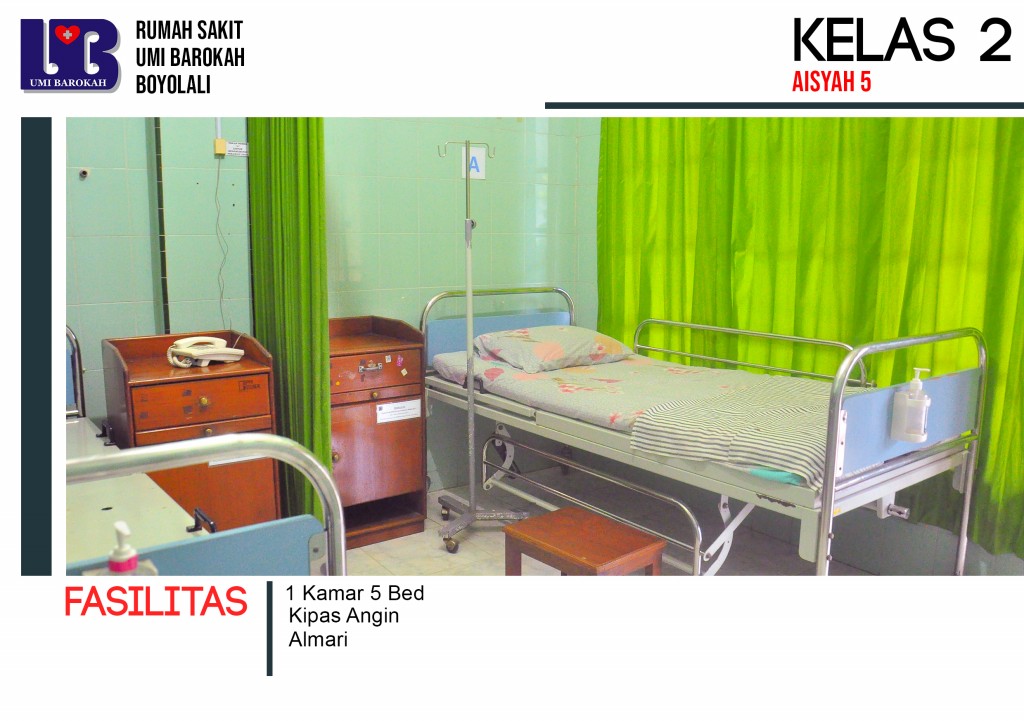 UMI BAROKAH
RUMAH SAKIT
UMI BAROKAH
BOYOLALI
KELAS 2
AISYAH 5
A
FASILITAS
1 Kamar 5 Bed
Kipas Angin
Almari